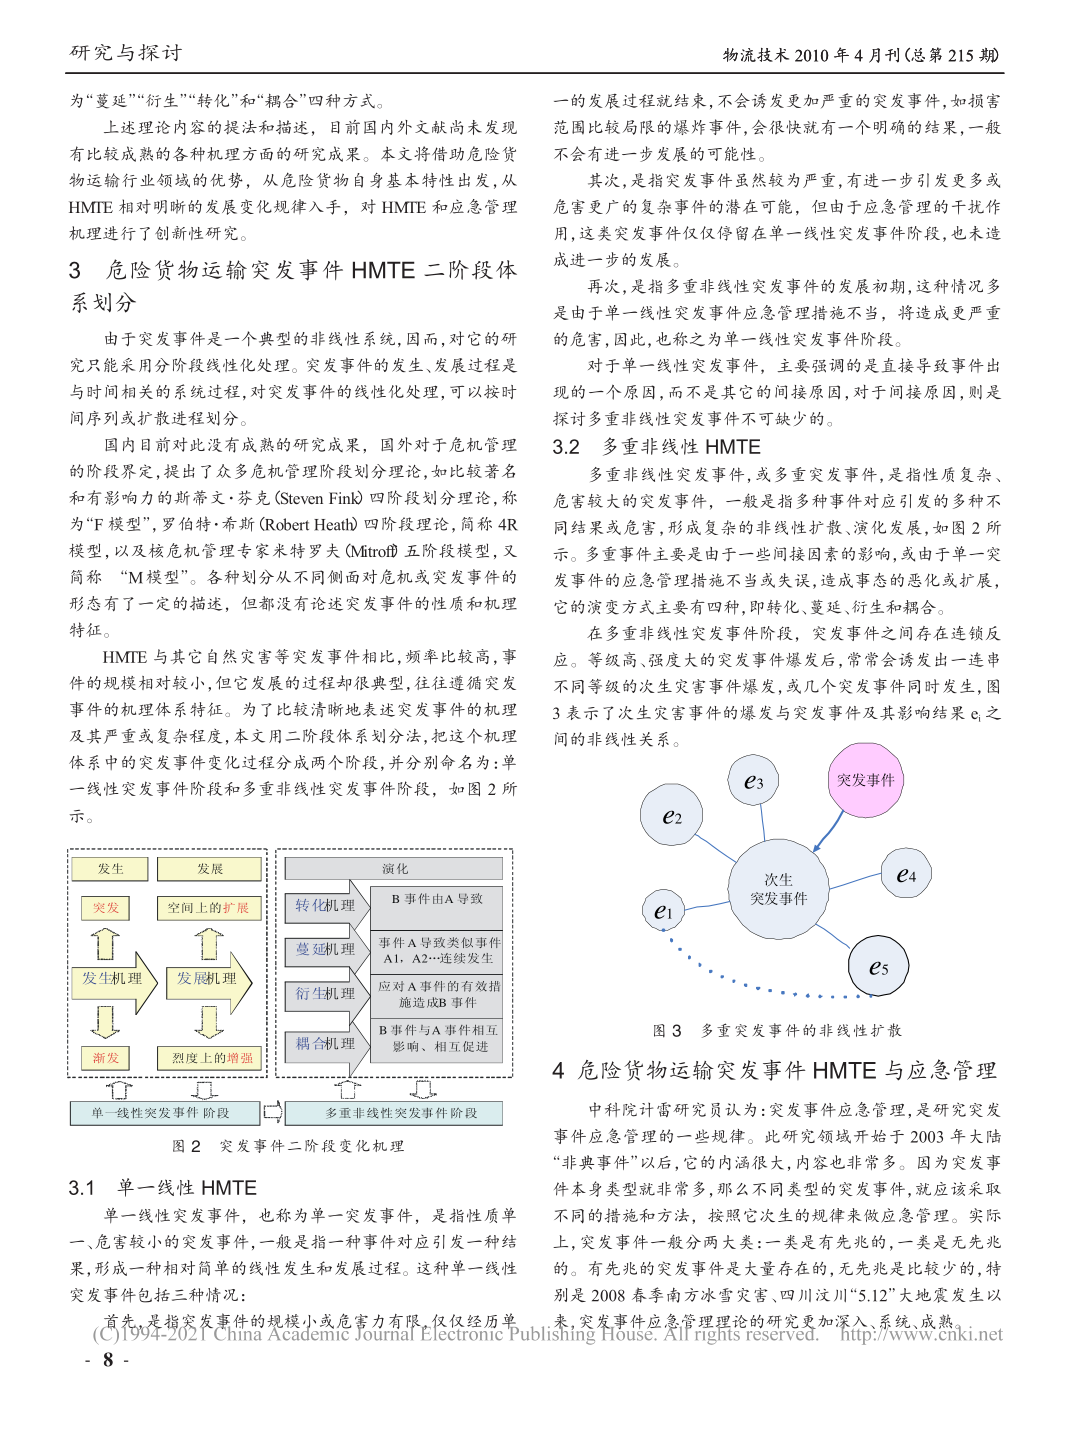 研究与探讨
物流技术 2010 年 4 月刊(总第 215 期)
为“蔓延”“衍生”“转化”和“耦合”四种方式。
上述理论内容的提法和描述，目前国内外文献尚未发现
有比较成熟的各种机理方面的研究成果。本文将借助危险货
物运输行业领域的优势，从危险货物自身基本特性出发,从
HMTE 相对明晰的发展变化规律入手，对 HMTE 和应急管理
机理进行了创新性研究。
3 危险货物运输突发事件 HMTE 二阶段体
系划分
由于突发事件是一个典型的非线性系统,因而,对它的研
究只能采用分阶段线性化处理。突发事件的发生、发展过程是
与时间相关的系统过程,对突发事件的线性化处理,可以按时
间序列或扩散进程划分。
国内目前对此没有成熟的研究成果，国外对于危机管理
的阶段界定,提出了众多危机管理阶段划分理论,如比较著名
和有影响力的斯蒂文·芬克(Steven Fink) 四阶段划分理论,称
为“F 模型”,罗伯特·希斯(Robert Heath) 四阶段理论,简称 4R
模型,以及核危机管理专家米特罗夫(Mitroff) 五阶段模型,又
简称 “M模型”。各种划分从不同侧面对危机或突发事件的
形态有了一定的描述，但都没有论述突发事件的性质和机理
特征。
HMTE 与其它自然灾害等突发事件相比,频率比较高,事
件的规模相对较小,但它发展的过程却很典型,往往遵循突发
事件的机理体系特征。为了比较清晰地表述突发事件的机理
及其严重或复杂程度,本文用二阶段体系划分法,把这个机理
体系中的突发事件变化过程分成两个阶段,并分别命名为:单
一线性突发事件阶段和多重非线性突发事件阶段，如图 2 所
示。
发生
发展
演化
突发
空间上的扩展
转化机理
B 事件由A 导致
发生机理
发展机理
蔓延机理
事件 A 导致类似事件
A1，A2…连续发生
衍生机理
应对 A 事件的有效措
施造成B 事件
渐发
烈度上的增强
耦合机理
B 事件与A 事件相互
影响、相互促进
单一线性突发事件阶段
多重非线性突发事件阶段
图 2 突发事件二阶段变化机理
3.1 单一线性 HMTE
单一线性突发事件，也称为单一突发事件，是指性质单
一、危害较小的突发事件,一般是指一种事件对应引发一种结
果,形成一种相对简单的线性发生和发展过程。这种单一线性
突发事件包括三种情况:
首先,是指突发事件的规模小或危害力有限,仅仅经历单
一的发展过程就结束,不会诱发更加严重的突发事件,如损害
范围比较局限的爆炸事件,会很快就有一个明确的结果,一般
不会有进一步发展的可能性。
其次,是指突发事件虽然较为严重,有进一步引发更多或
危害更广的复杂事件的潜在可能，但由于应急管理的干扰作
用,这类突发事件仅仅停留在单一线性突发事件阶段,也未造
成进一步的发展。
再次,是指多重非线性突发事件的发展初期,这种情况多
是由于单一线性突发事件应急管理措施不当，将造成更严重
的危害,因此,也称之为单一线性突发事件阶段。
对于单一线性突发事件，主要强调的是直接导致事件出
现的一个原因,而不是其它的间接原因,对于间接原因,则是
探讨多重非线性突发事件不可缺少的。
3.2 多重非线性 HMTE
多重非线性突发事件,或多重突发事件,是指性质复杂、
危害较大的突发事件，一般是指多种事件对应引发的多种不
同结果或危害,形成复杂的非线性扩散、演化发展,如图 2 所
示。多重事件主要是由于一些间接因素的影响,或由于单一突
发事件的应急管理措施不当或失误,造成事态的恶化或扩展,
它的演变方式主要有四种,即转化、蔓延、衍生和耦合。
在多重非线性突发事件阶段，突发事件之间存在连锁反
应。等级高、强度大的突发事件爆发后,常常会诱发出一连串
不同等级的次生灾害事件爆发,或几个突发事件同时发生,图
3 表示了次生灾害事件的爆发与突发事件及其影响结果 ei 之
间的非线性关系。
e3
突发事件
e2
次生
突发事件
e4
e1
e5
图 3 多重突发事件的非线性扩散
4 危险货物运输突发事件 HMTE 与应急管理
中科院计雷研究员认为:突发事件应急管理,是研究突发
事件应急管理的一些规律。此研究领域开始于 2003 年大陆
“非典事件”以后,它的内涵很大,内容也非常多。因为突发事
件本身类型就非常多,那么不同类型的突发事件,就应该采取
不同的措施和方法，按照它次生的规律来做应急管理。实际
上,突发事件一般分两大类:一类是有先兆的,一类是无先兆
的。有先兆的突发事件是大量存在的,无先兆是比较少的,特
别是 2008 春季南方冰雪灾害、四川汶川“5.12”大地震发生以
来,突发事件应急管理理论的研究更加深入、系统、成熟。
(C)1994-2021 China Academic Journal Electronic Publishing House. All rights reserved. http://www.cnki.net
- 8 -